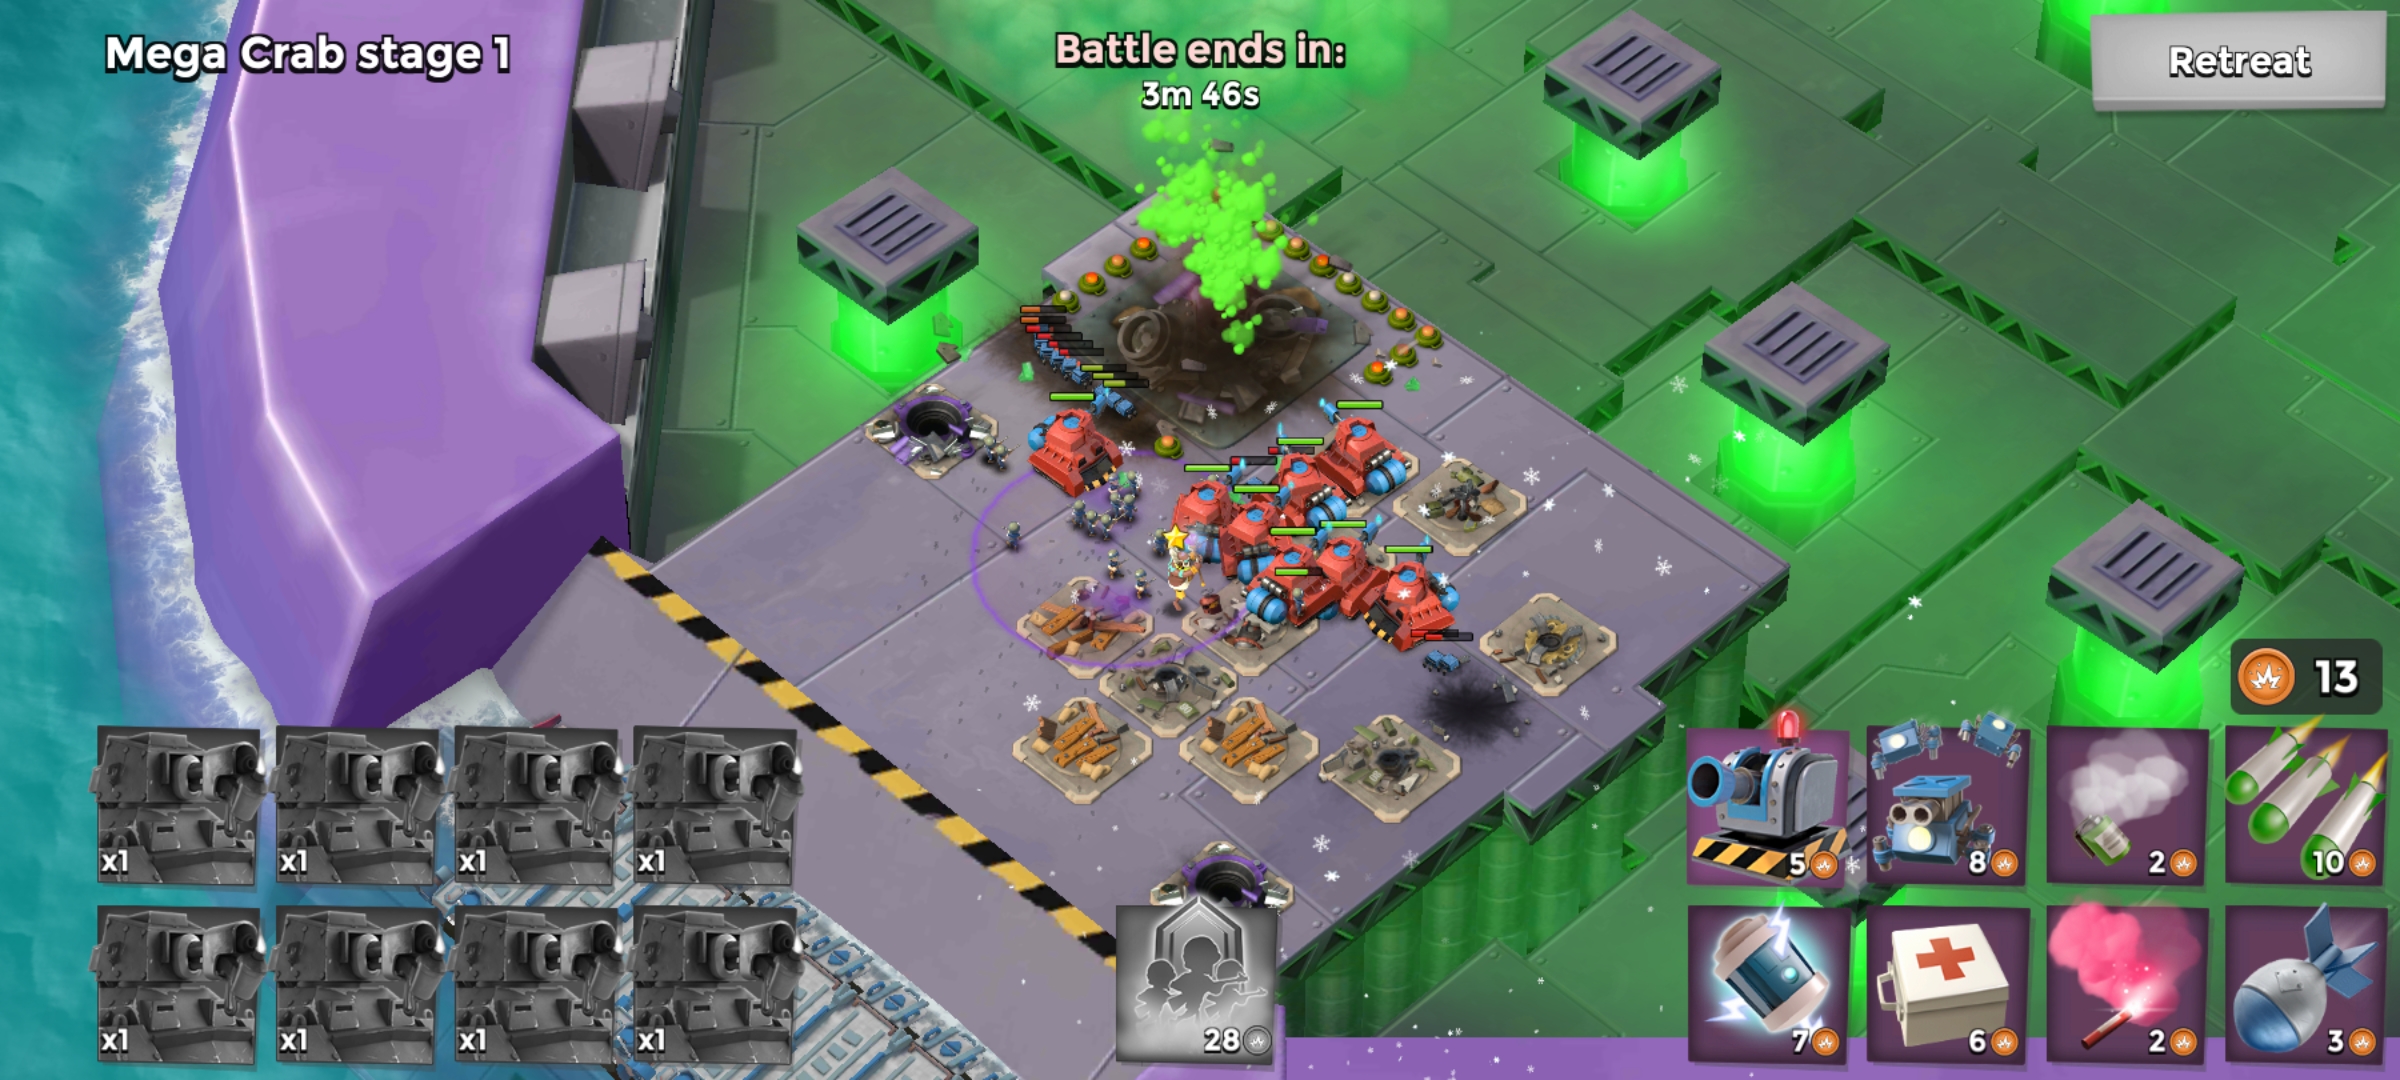 Mega Crab stage 1
Battle ends in:
3m 46s
Retreat
13
x1
x1
x1
x1
5
8
2
10
x1
x1
x1
x1
28
7
6
2
3